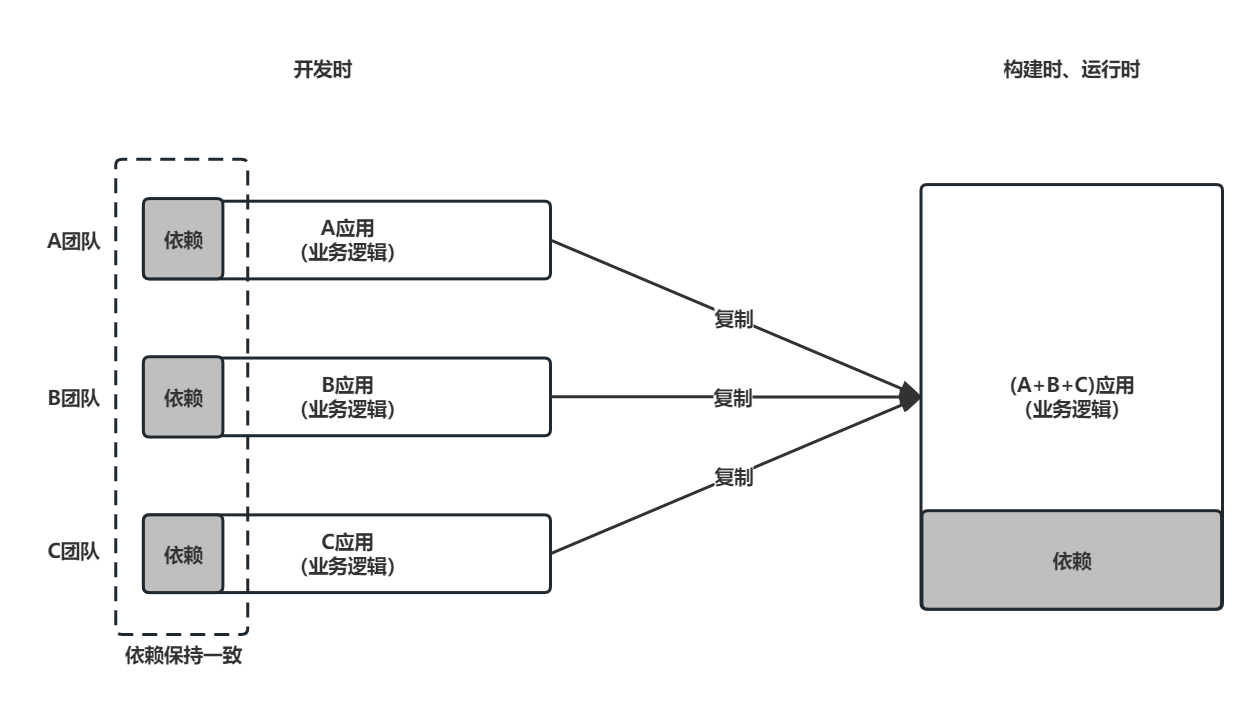 开发时
构建时、运行时
A团队
依赖
A应用
(业务逻辑)
复制
B团队
依赖
B应用
(业务逻辑)
复制
(A+B+C)应用
(业务逻辑)
复制
C团队
依赖
C应用
(业务逻辑)
依赖
依赖保持一致